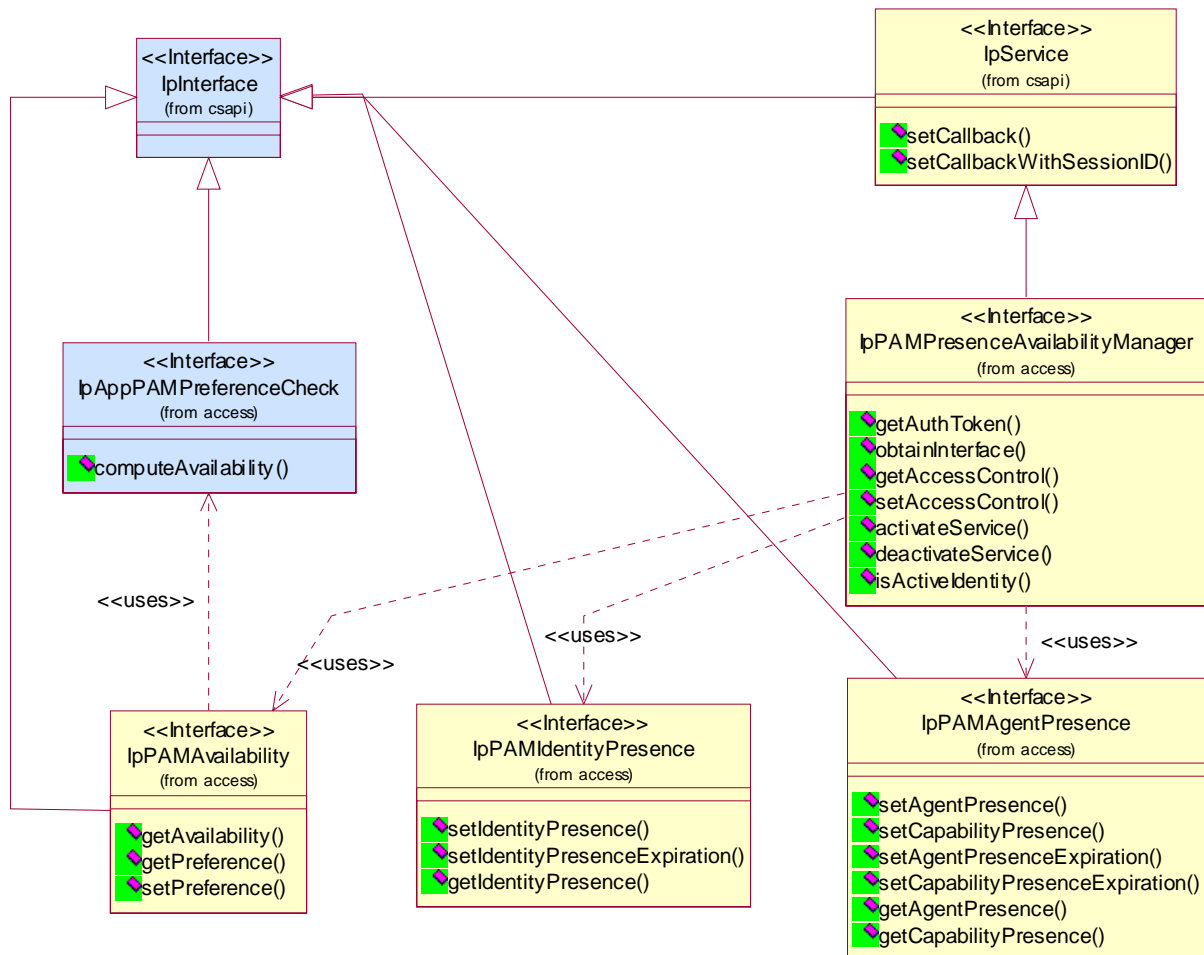 <<Interface>>
IpInterface
(from csapi)
<<Interface>>
IpService
(from csapi)
setCallback()
setCallbackWithSessionID()
<<Interface>>
IpAppPAMPreferenceCheck
(from access)
computeAvailability()
<<Interface>>
IpPAMPresenceAvailabilityManager
(from access)
getAuthToken()
obtainInterface()
getAccessControl()
setAccessControl()
activateService()
deactivateService()
isActiveIdentity()
<<uses>>
<<uses>>
<<uses>>
<<uses>>
<<Interface>>
IpPAMAvailability
(from access)
getAvailability()
getPreference()
setPreference()
<<Interface>>
IpPAMIdentityPresence
(from access)
setIdentityPresence()
setIdentityPresenceExpiration()
getIdentityPresence()
<<Interface>>
IpPAMAgentPresence
(from access)
setAgentPresence()
setCapabilityPresence()
setAgentPresenceExpiration()
setCapabilityPresenceExpiration()
getAgentPresence()
getCapabilityPresence()